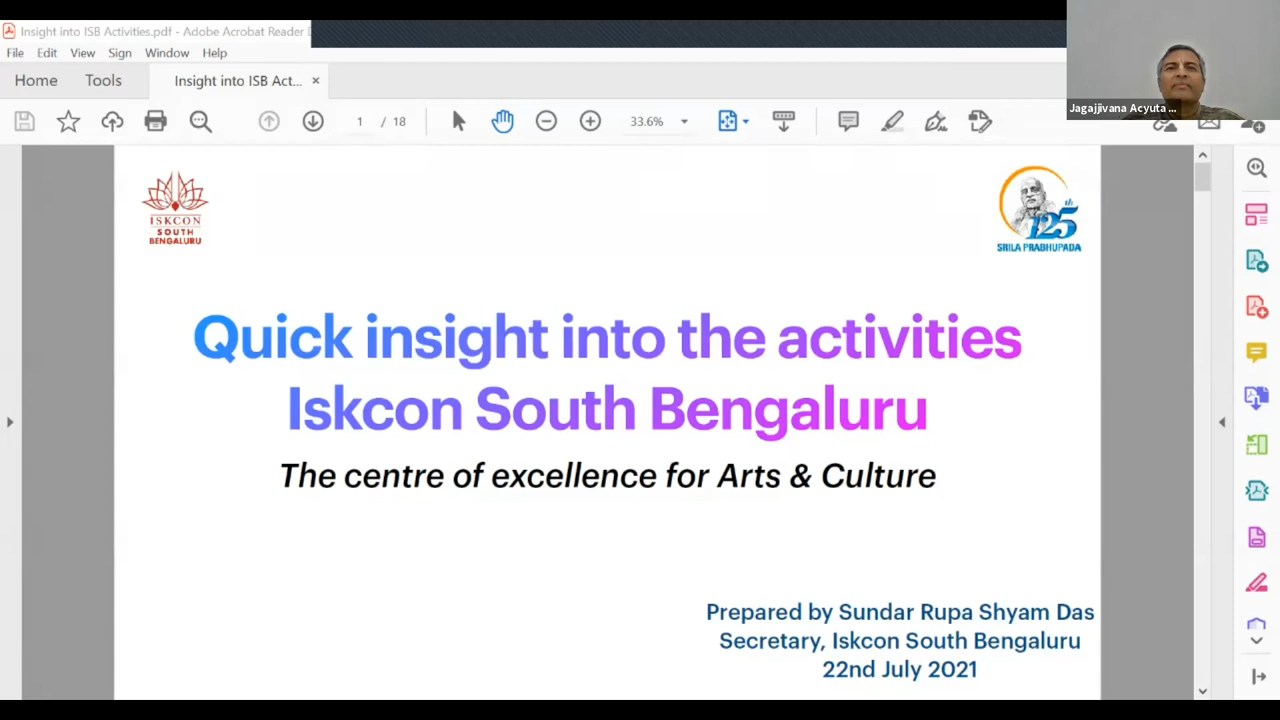 Insight into ISB Activities.pdf - Adobe Acrobat Reader
File Edit View Sign Window Help
Home Tools Insight into ISB Act... ×
1 / 18 33.6%
Jagajjivana Acyuta ...
ISKCON
SOUTH
BENGALURU
125th
SRILA PRABHUPADA
Quick insight into the activities
Iskcon South Bengaluru
The centre of excellence for Arts & Culture
Prepared by Sundar Rupa Shyam Das
Secretary, Iskcon South Bengaluru
22nd July 2021